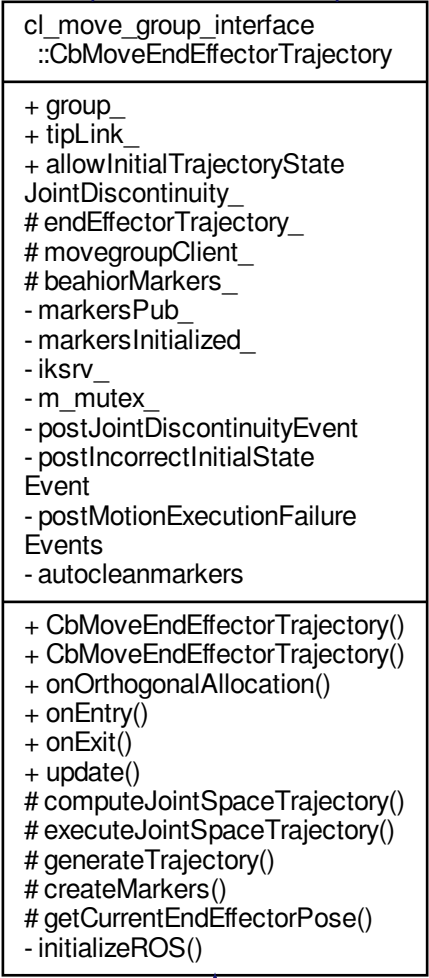 cl_move_group_interface
::CbMoveEndEffectorTrajectory
+ group_
+ tipLink_
+ allowInitialTrajectoryState
JointDiscontinuity_
# endEffectorTrajectory_
# movegroupClient_
# beahiorMarkers_
- markersPub_
- markersInitialized_
- iksrv_
- m_mutex_
- postJointDiscontinuityEvent
- postIncorrectInitialState
Event
- postMotionExecutionFailure
Events
- autocleanmarkers
+ CbMoveEndEffectorTrajectory()
+ CbMoveEndEffectorTrajectory()
+ onOrthogonalAllocation()
+ onEntry()
+ onExit()
+ update()
# computeJointSpaceTrajectory()
# executeJointSpaceTrajectory()
# generateTrajectory()
# createMarkers()
# getCurrentEndEffectorPose()
- initializeROS()